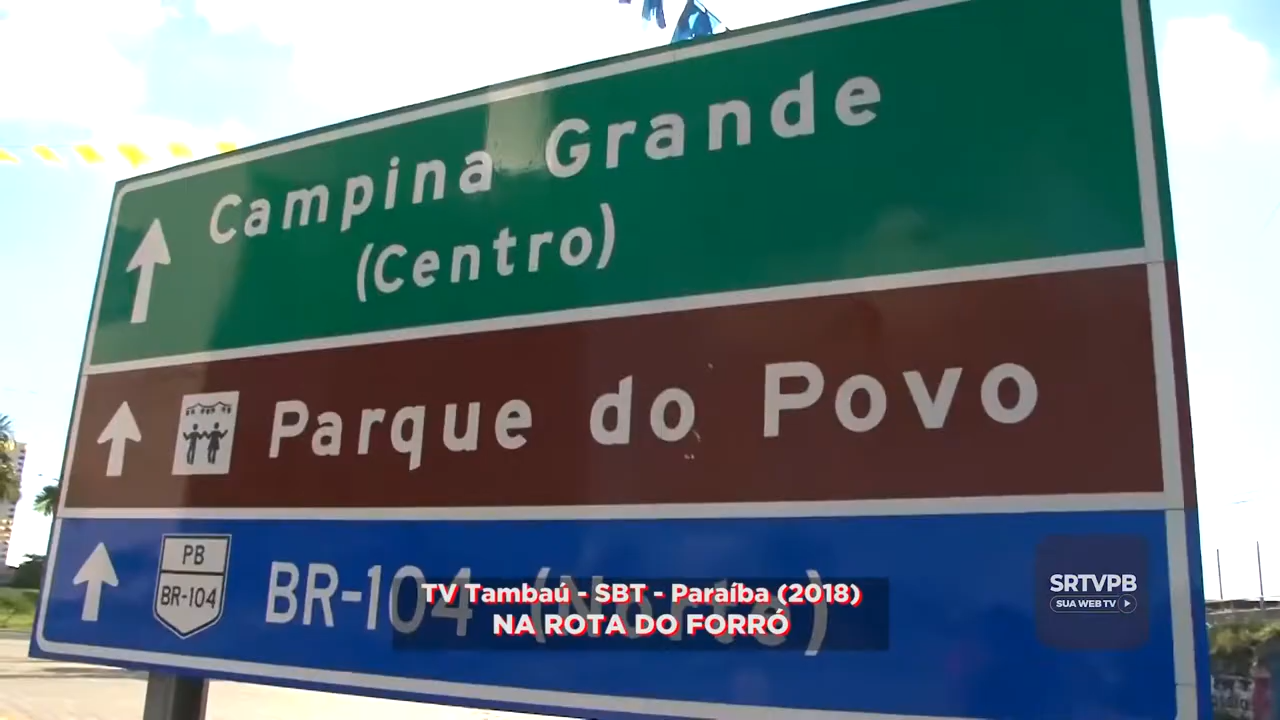 Campina Grande
(Centro)
Parque do Povo
PB
BR-104
BR-104 (Norte)
TV Tambaú - SBT - Paraíba (2018)
NA ROTA DO FORRÓ
SRTVPB
SUA WEB TV